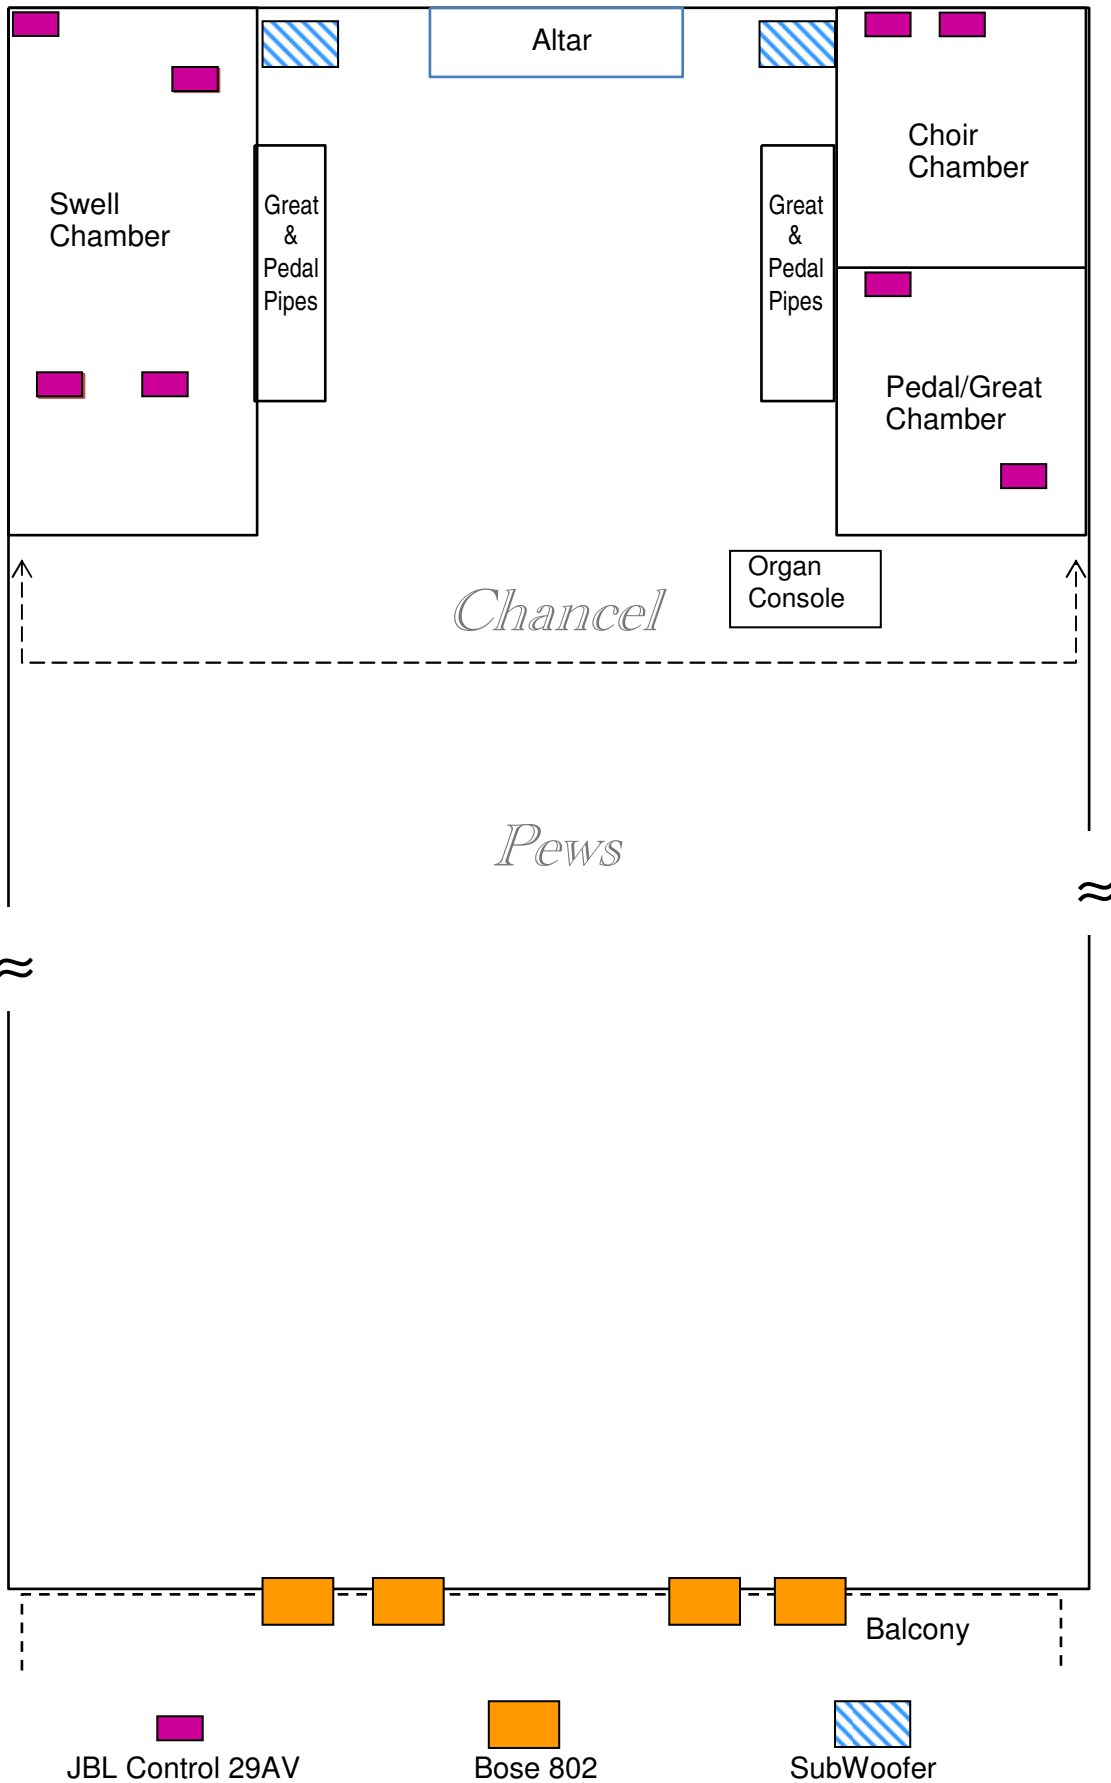 Altar
Choir
Chamber
Swell
Chamber
Great
&
Pedal
Pipes
Great
&
Pedal
Pipes
Pedal/Great
Chamber
Organ
Console
Chancel
Pews
≈
≈
Balcony
JBL Control 29AV
Bose 802
SubWoofer